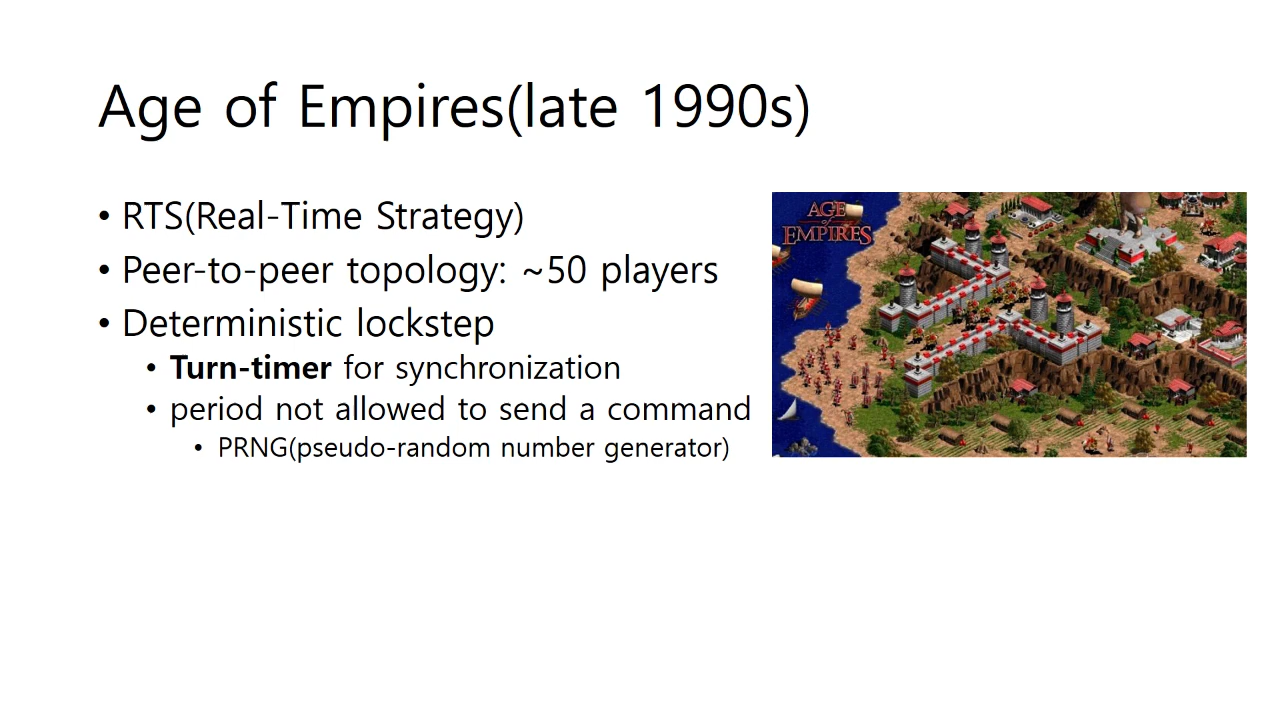 Age of Empires(late 1990s)
• RTS(Real-Time Strategy)
• Peer-to-peer topology: ~50 players
• Deterministic lockstep
• Turn-timer for synchronization
• period not allowed to send a command
• PRNG(pseudo-random number generator)
AGE
of
EMPIRES